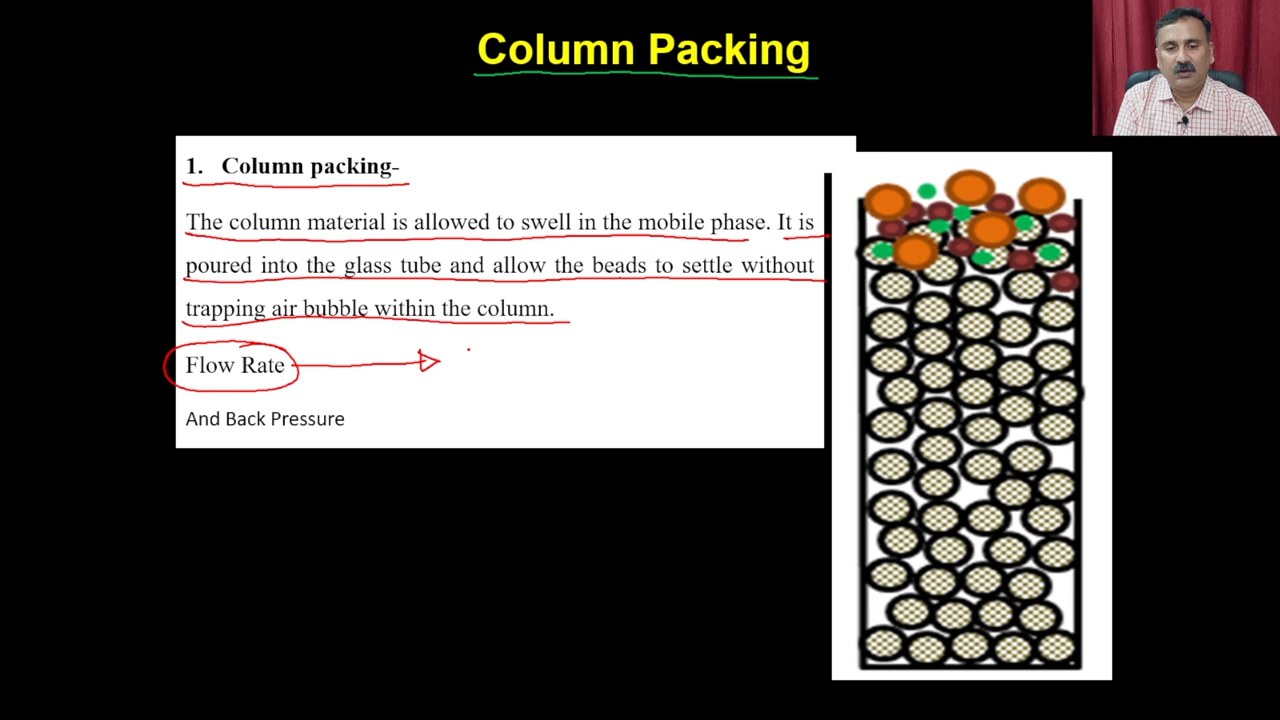 Column Packing
1. Column packing-
The column material is allowed to swell in the mobile phase. It is
poured into the glass tube and allow the beads to settle without
trapping air bubble within the column.
Flow Rate
And Back Pressure